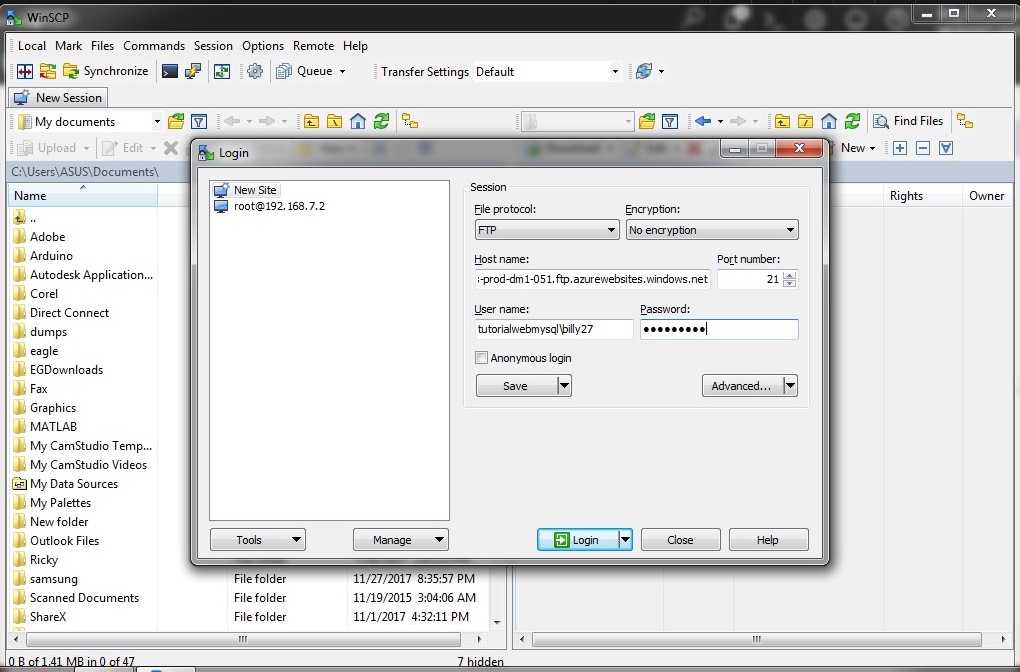 WinSCP
Local Mark Files Commands Session Options Remote Help
Synchronize Queue Transfer Settings Default
New Session
My documents Find Files
Upload Edit New
C:\Users\ASUS\Documents\
Name Rights Owner
..
Adobe
Arduino
Autodesk Application...
Corel
Direct Connect
dumps
eagle
EGDownloads
Fax
Graphics
MATLAB
My CamStudio Temp...
My CamStudio Videos
My Data Sources
My Palettes
New folder
Outlook Files
Ricky
samsung File folder 11/27/2017 8:35:57 PM
Scanned Documents File folder 11/19/2015 3:04:06 AM
ShareX File folder 11/1/2017 4:32:11 PM
0 B of 1.41 MB in 0 of 47 7 hidden
Login
New Site
root@192.168.7.2
Session
File protocol: Encryption:
FTP No encryption
Host name: Port number:
-prod-dm1-051.ftp.azurewebsites.windows.net 21
User name: Password:
tutorialwebmysql\billy27 •••••••••
Anonymous login
Save Advanced...
Tools Manage Login Close Help